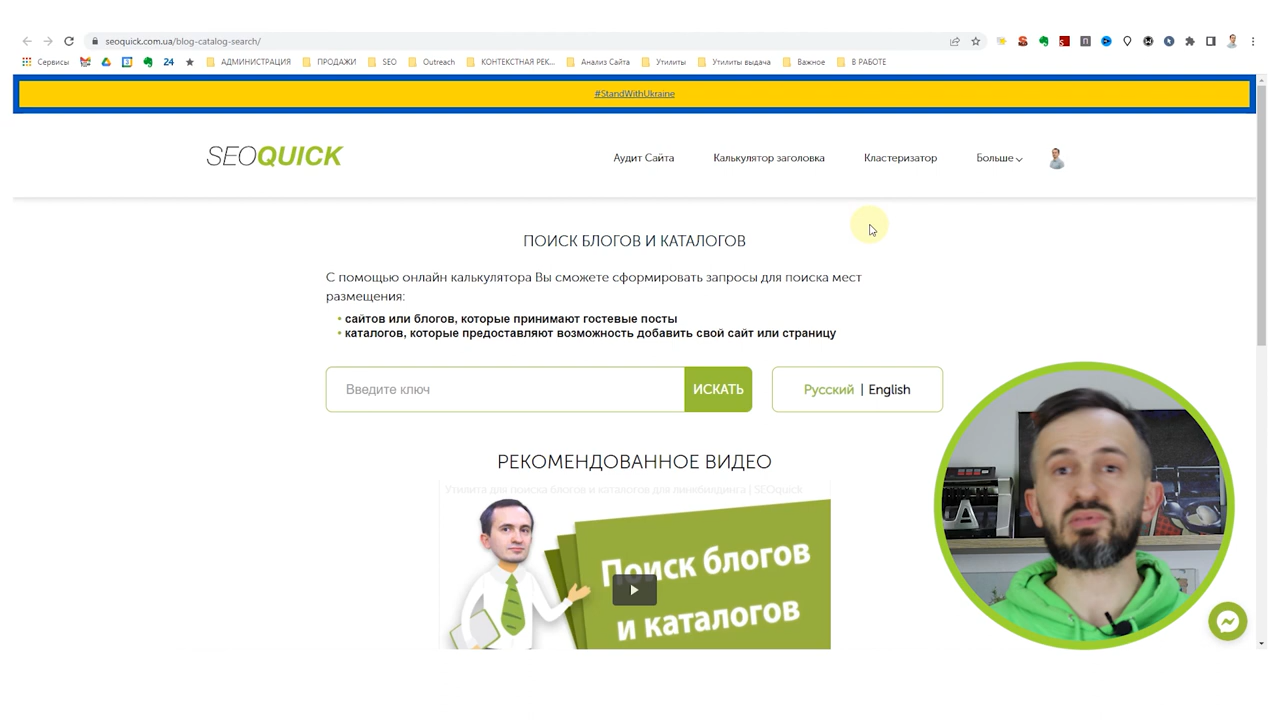 seoquick.com.ua/blog-catalog-search/
Сервисы 24 АДМИНИСТРАЦИЯ ПРОДАЖИ SEO Outreach КОНТЕКСТНАЯ РЕК... Анализ Сайта Утилиты Утилиты выдача Важное В РАБОТЕ
#StandWithUkraine
SEOQUICK Аудит Сайта Калькулятор заголовка Кластеризатор Больше
ПОИСК БЛОГОВ И КАТАЛОГОВ
С помощью онлайн калькулятора Вы сможете сформировать запросы для поиска мест
размещения:
• сайтов или блогов, которые принимают гостевые посты
• каталогов, которые предоставляют возможность добавить свой сайт или страницу
Введите ключ ИСКАТЬ Русский | English
РЕКОМЕНДОВАННОЕ ВИДЕО
Утилита для поиска блогов и каталогов для линкбилдинга | SEOquick
Поиск блогов
и каталогов